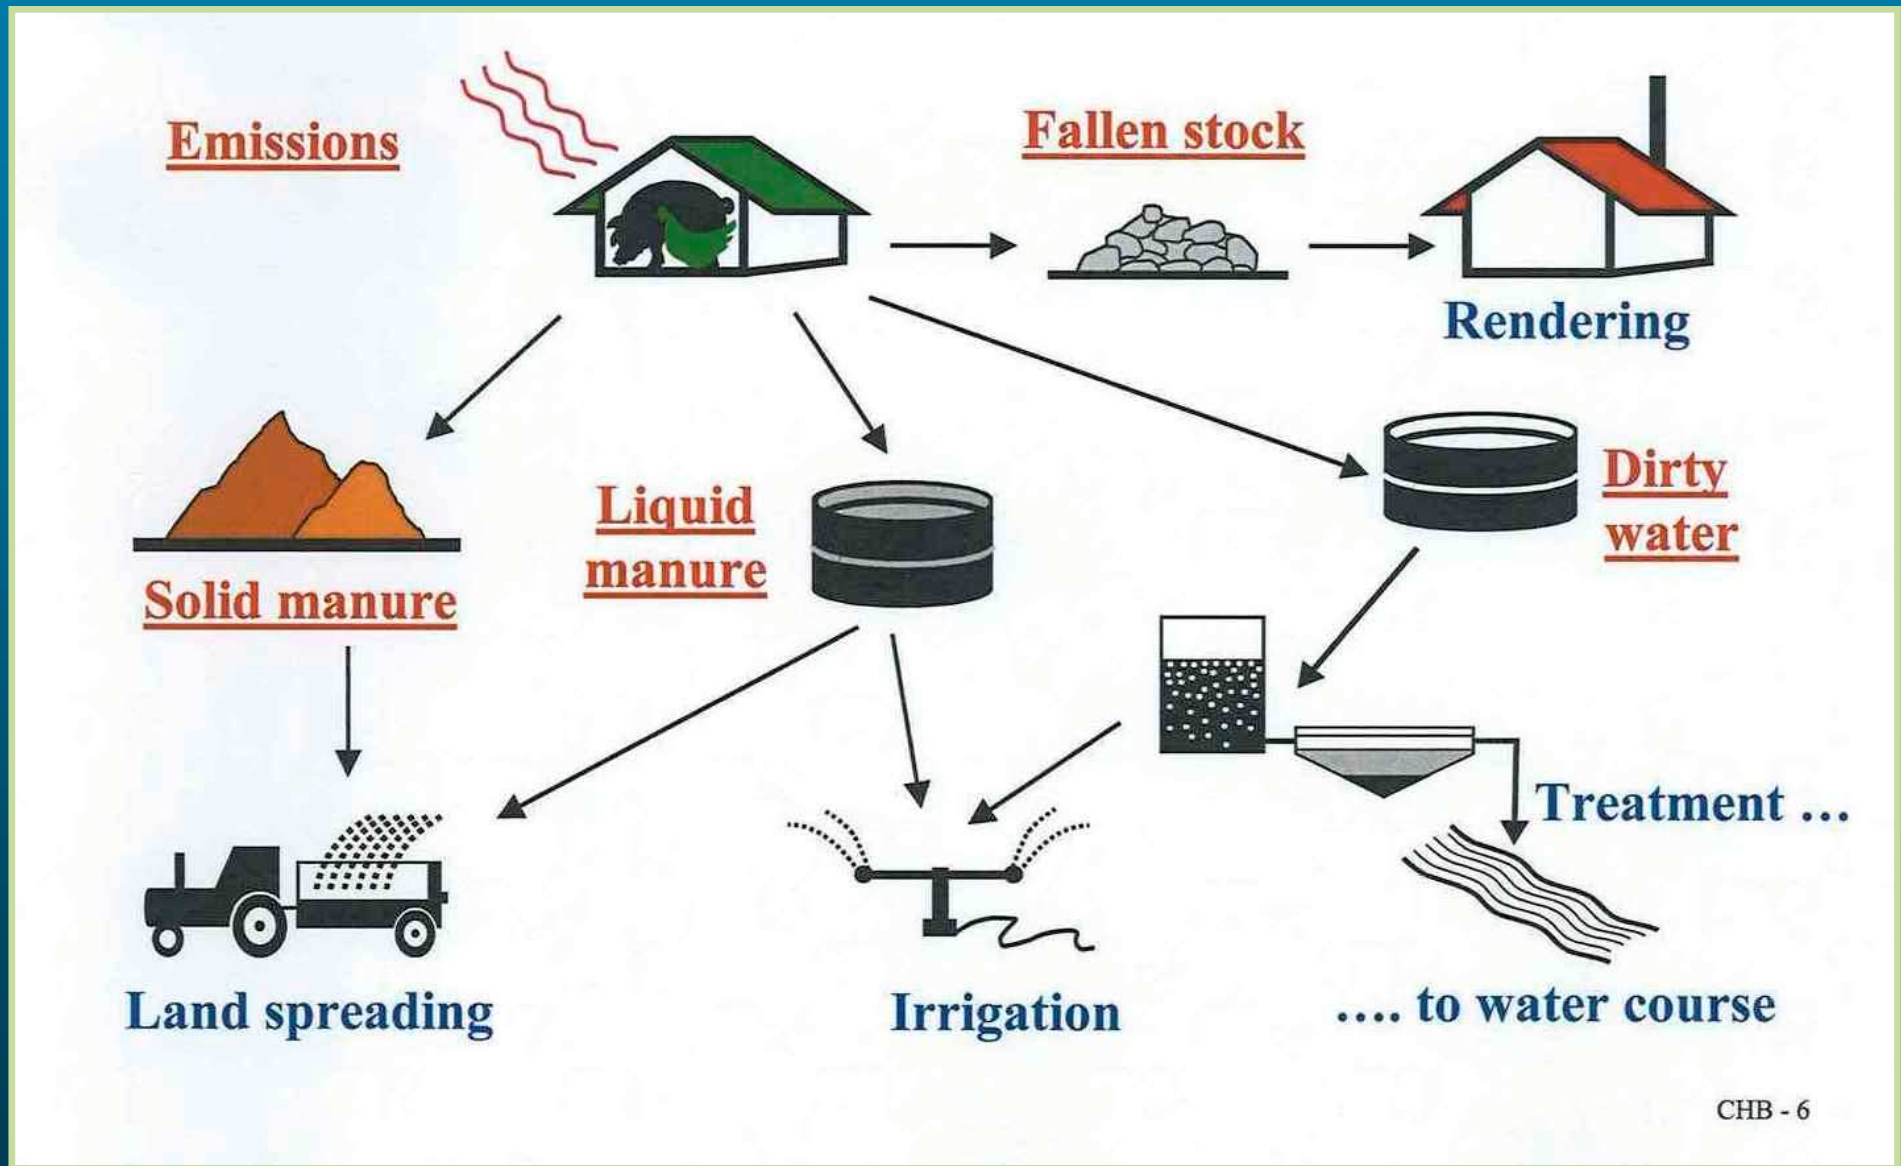 Emissions
Fallen stock
Rendering
Solid manure
Liquid
manure
Dirty
water
Treatment ...
Land spreading
Irrigation
.... to water course
CHB - 6